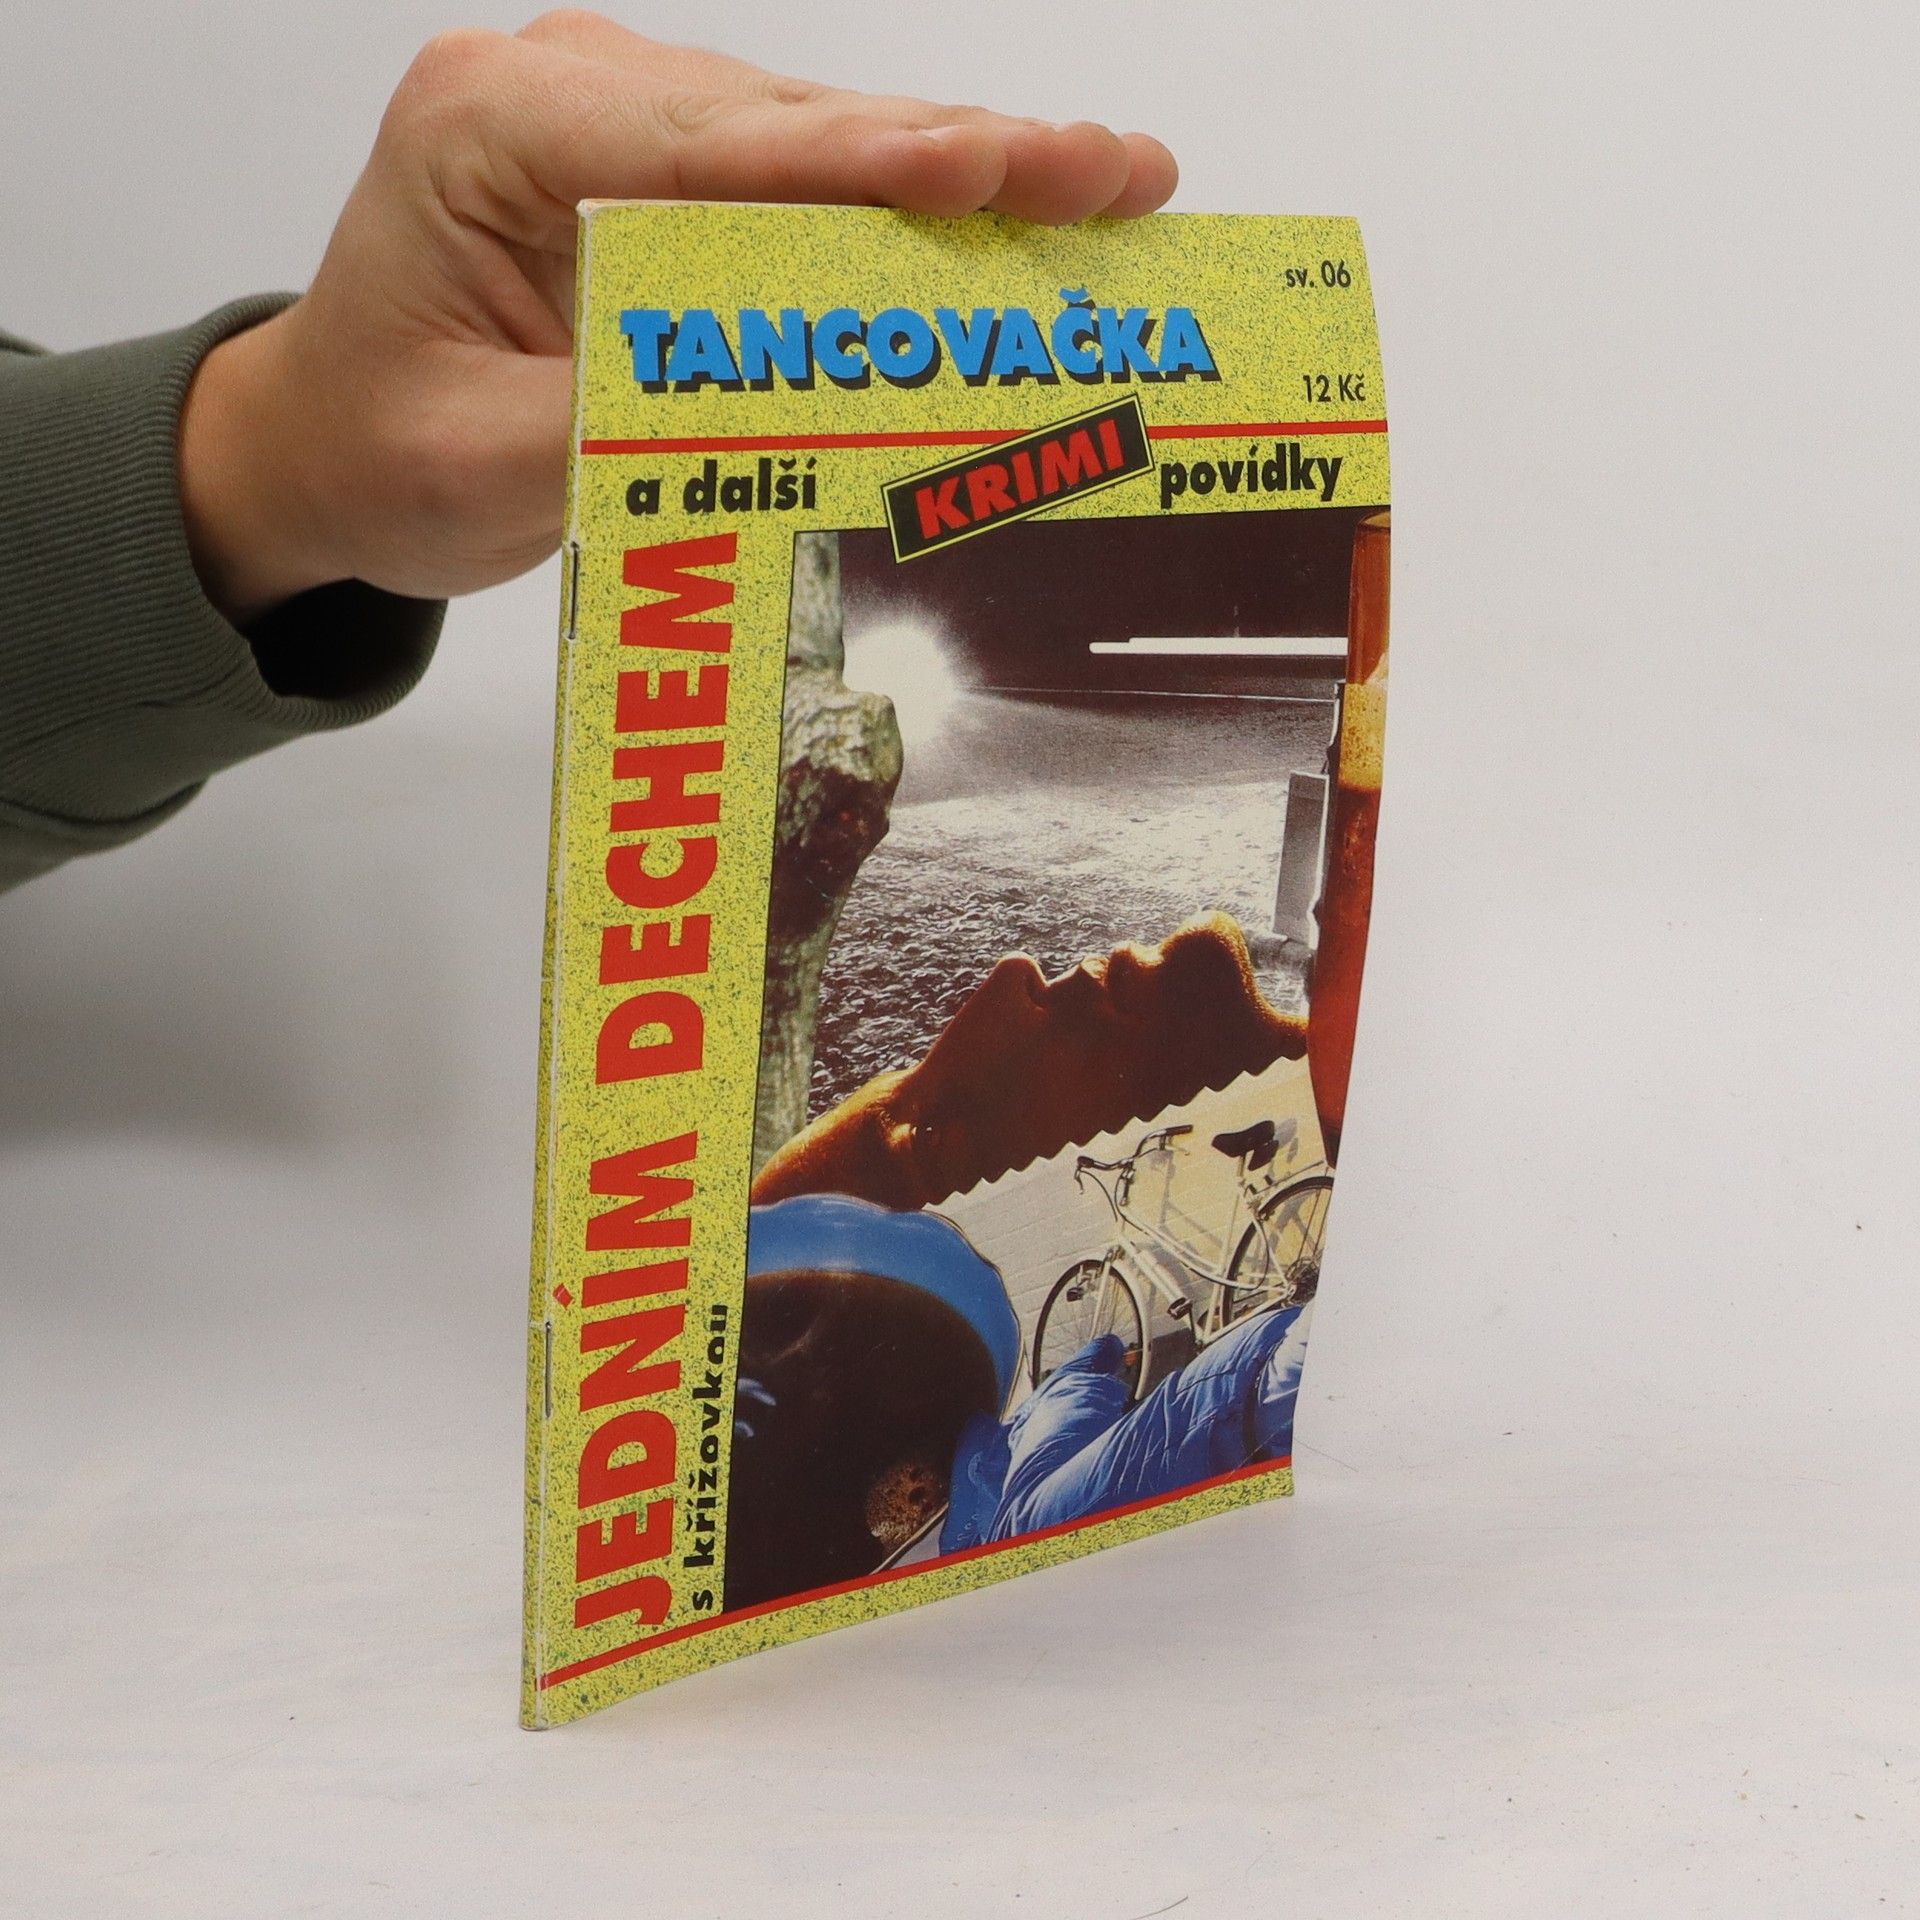 sv. 06
TANCOVAČKA
12 Kč
a další KRIMI povídky
JEDNÍM DECHEM
s křížovkou